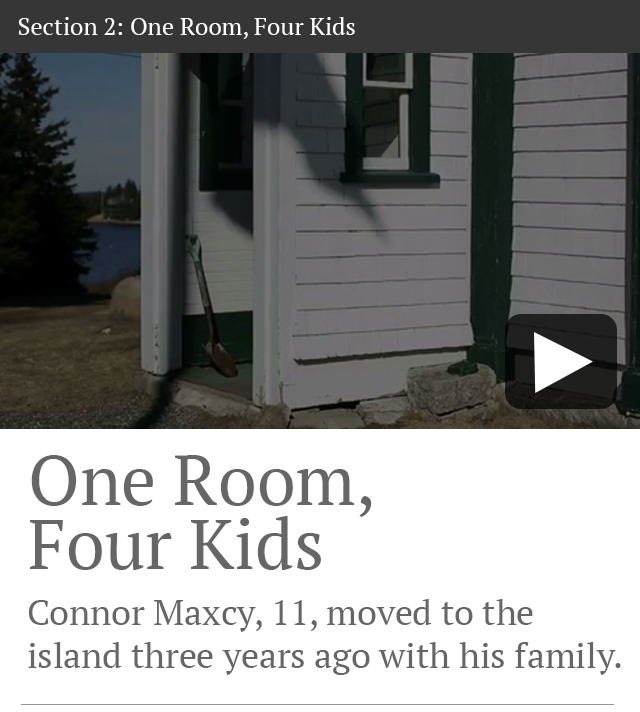 Section 2: One Room, Four Kids
One Room,
Four Kids
Connor Maxcy, 11, moved to the
island three years ago with his family.